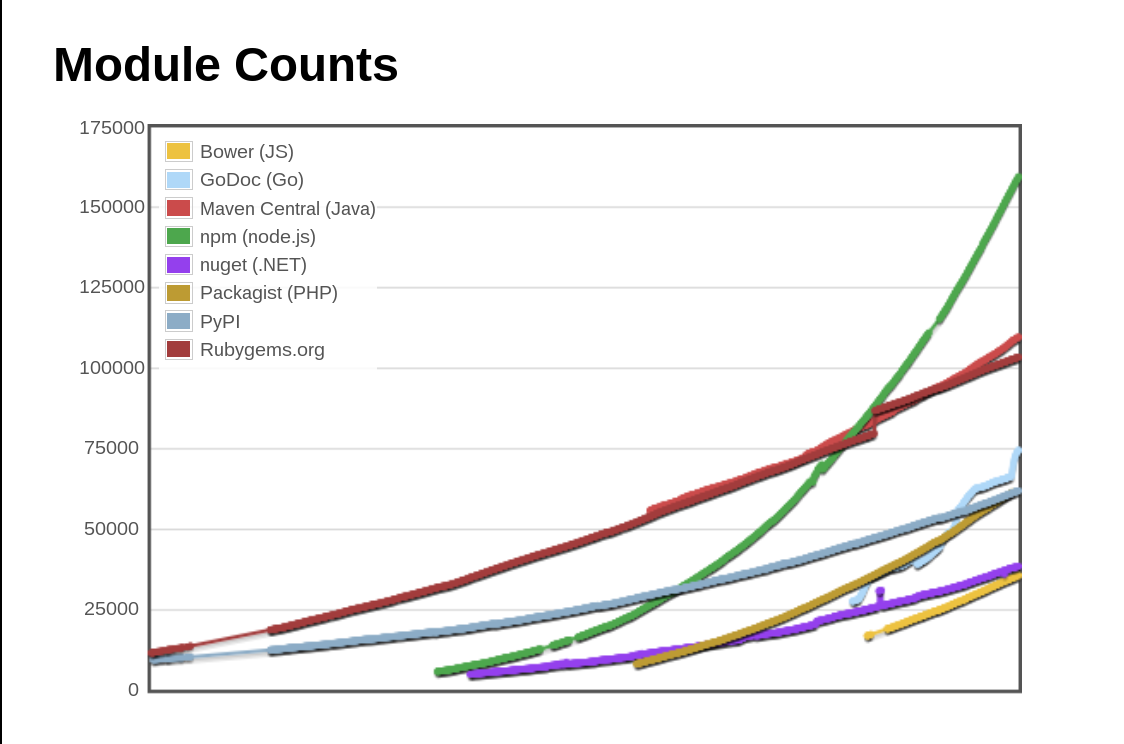 Module Counts
175000
150000
125000
100000
75000
50000
25000
0
Bower (JS)
GoDoc (Go)
Maven Central (Java)
npm (node.js)
nuget (.NET)
Packagist (PHP)
PyPI
Rubygems.org